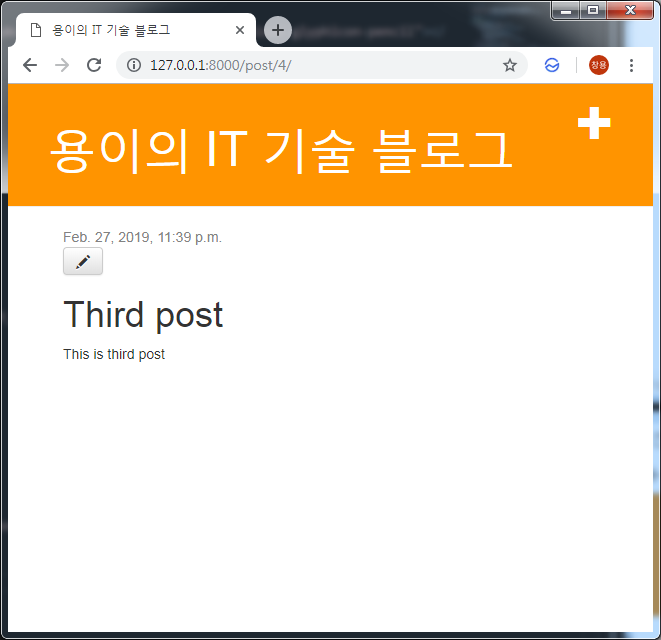 용이의 IT 기술 블로그
127.0.0.1:8000/post/4/
창용
용이의 IT 기술 블로그
Feb. 27, 2019, 11:39 p.m.
Third post
This is third post